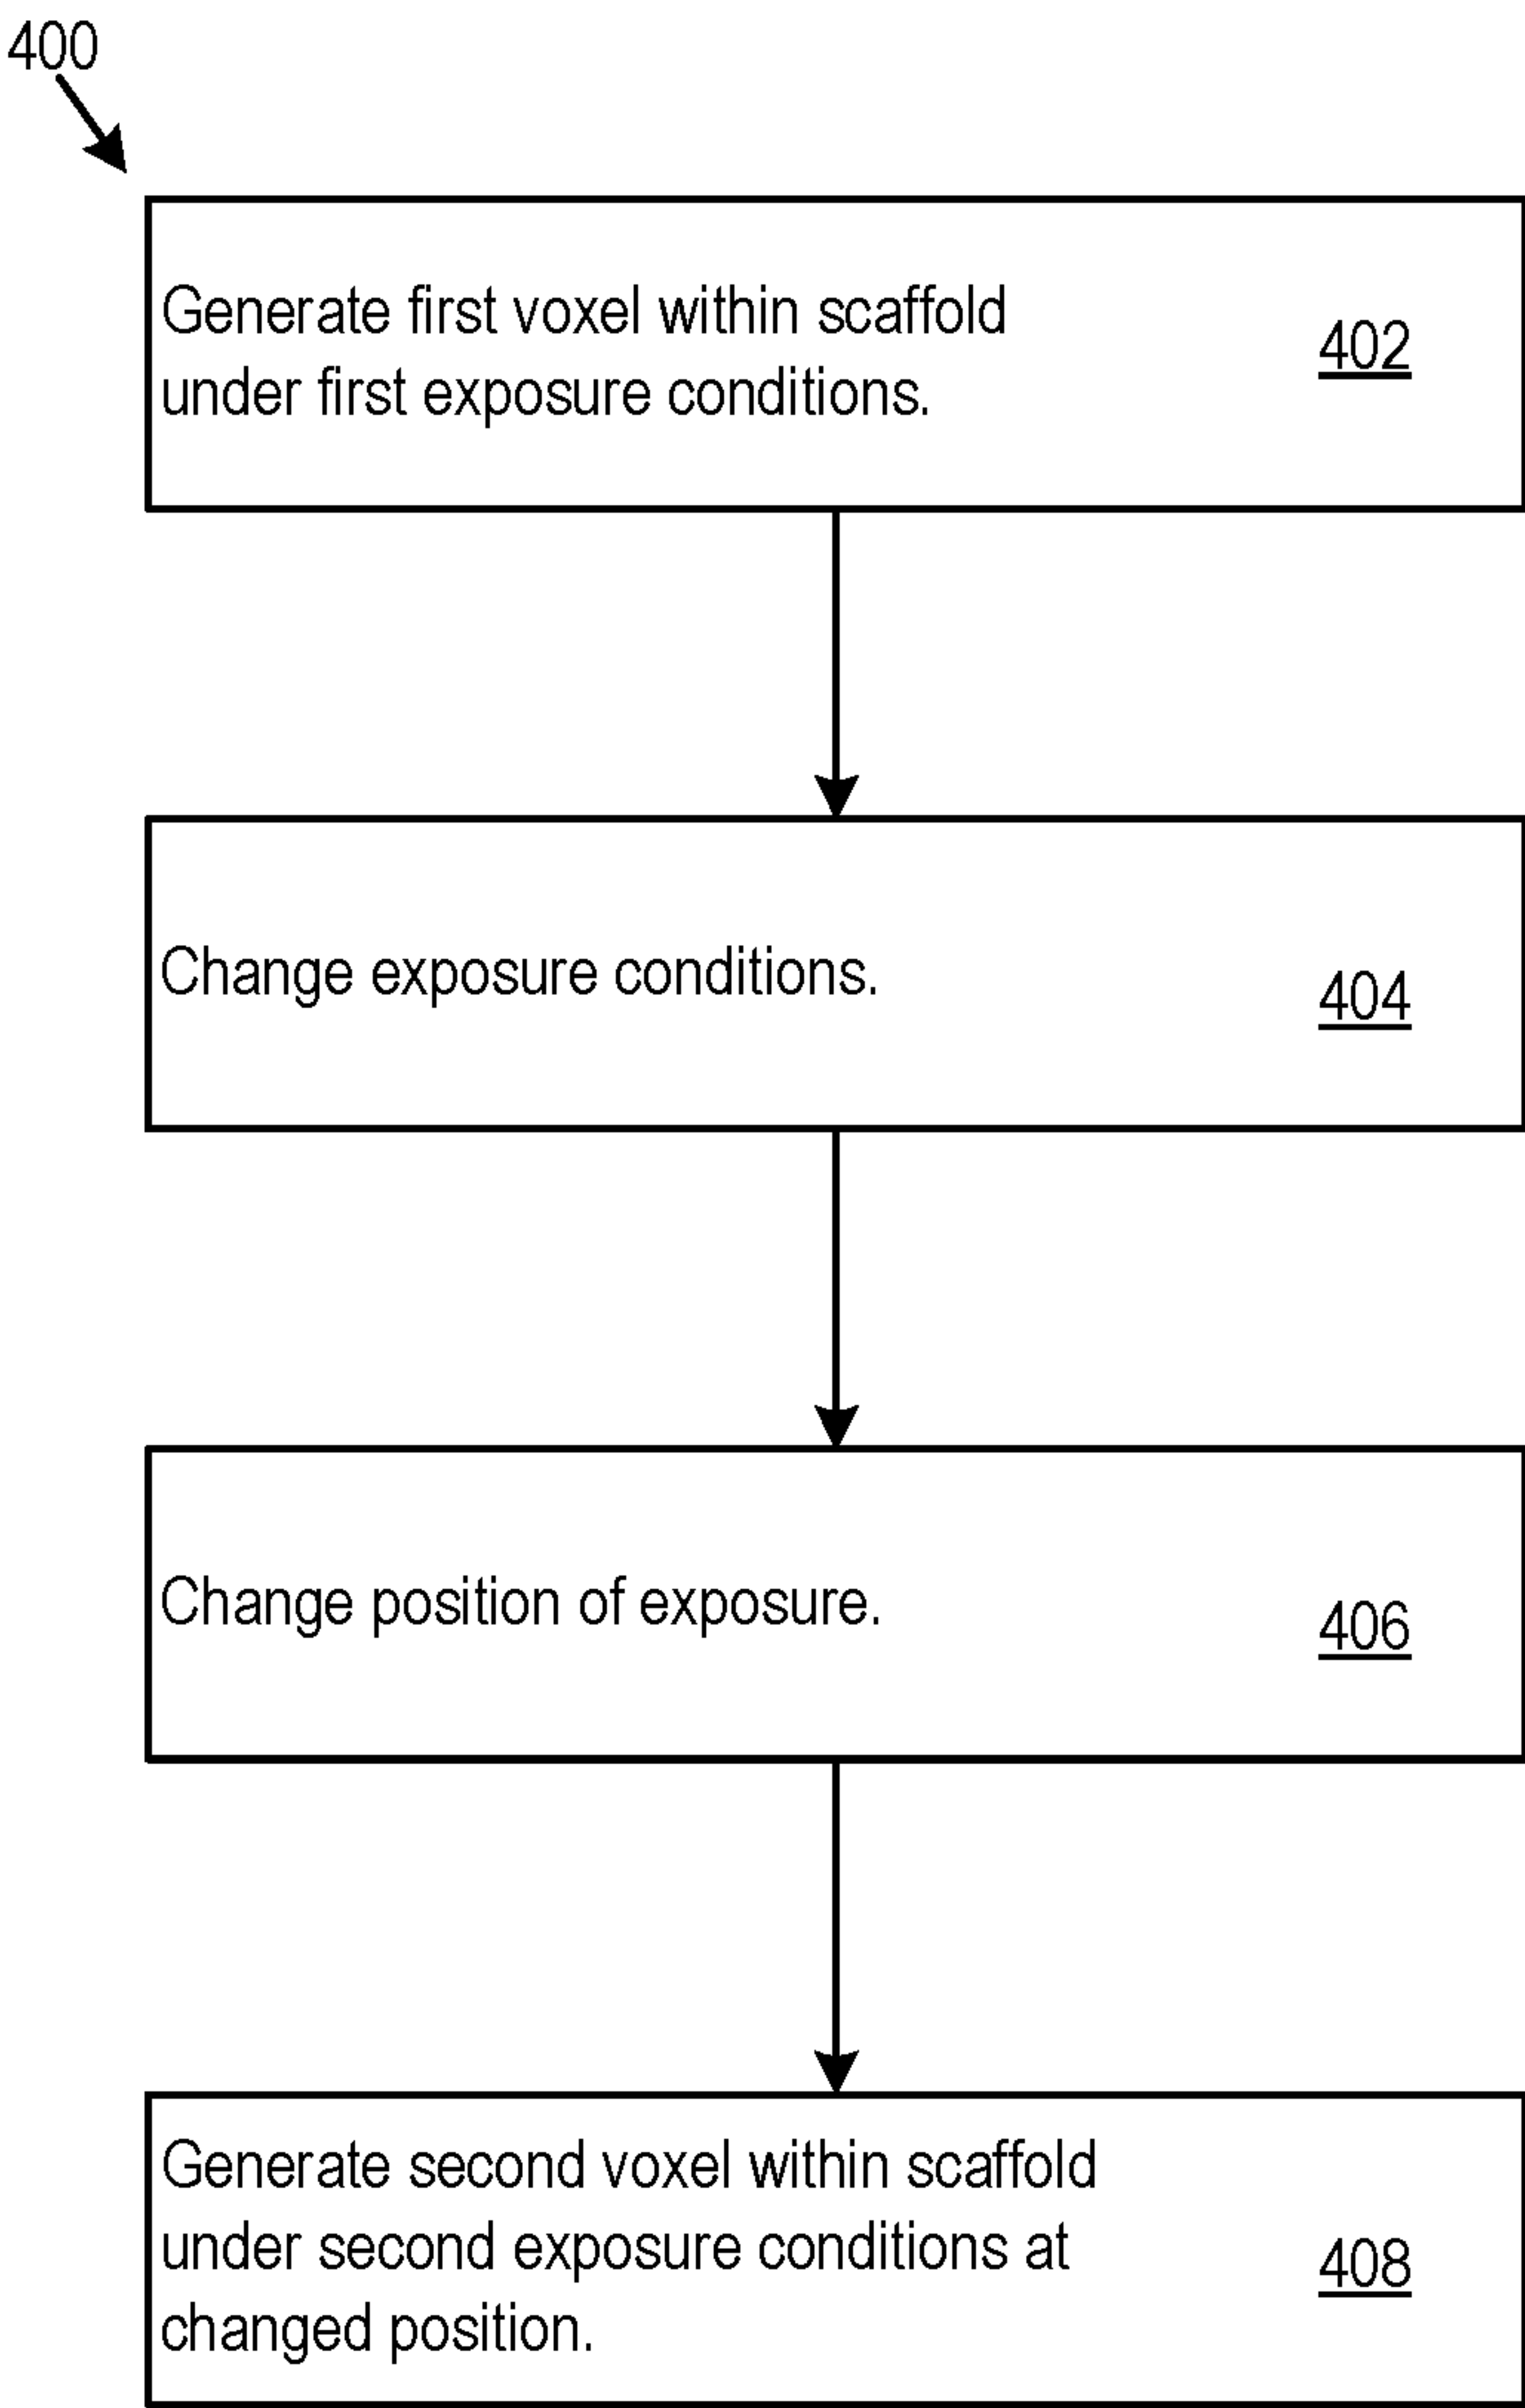 400
Generate first voxel within scaffold
under first exposure conditions.
402
Change exposure conditions.
404
Change position of exposure.
406
Generate second voxel within scaffold
under second exposure conditions at
changed position.
408